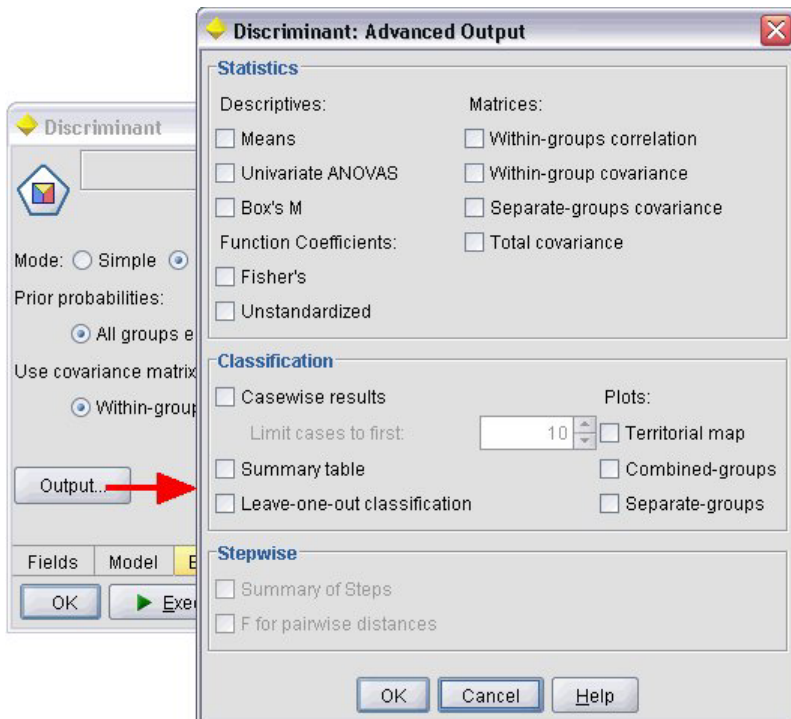 Discriminant
Mode: Simple
Prior probabilities:
All groups e
Use covariance matrix
Within-group
Output...
Fields Model E
OK Exe
Discriminant: Advanced Output
Statistics
Descriptives: Matrices:
Means Within-groups correlation
Univariate ANOVAS Within-group covariance
Box's M Separate-groups covariance
Function Coefficients: Total covariance
Fisher's
Unstandardized
Classification
Casewise results Plots:
Limit cases to first: 10 Territorial map
Summary table Combined-groups
Leave-one-out classification Separate-groups
Stepwise
Summary of Steps
F for pairwise distances
OK Cancel Help